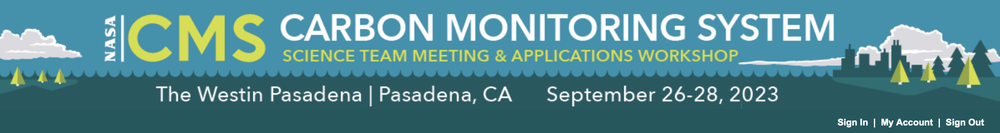 NASA
CMS
CARBON MONITORING SYSTEM
SCIENCE TEAM MEETING & APPLICATIONS WORKSHOP
The Westin Pasadena | Pasadena, CA September 26-28, 2023
Sign In | My Account | Sign Out